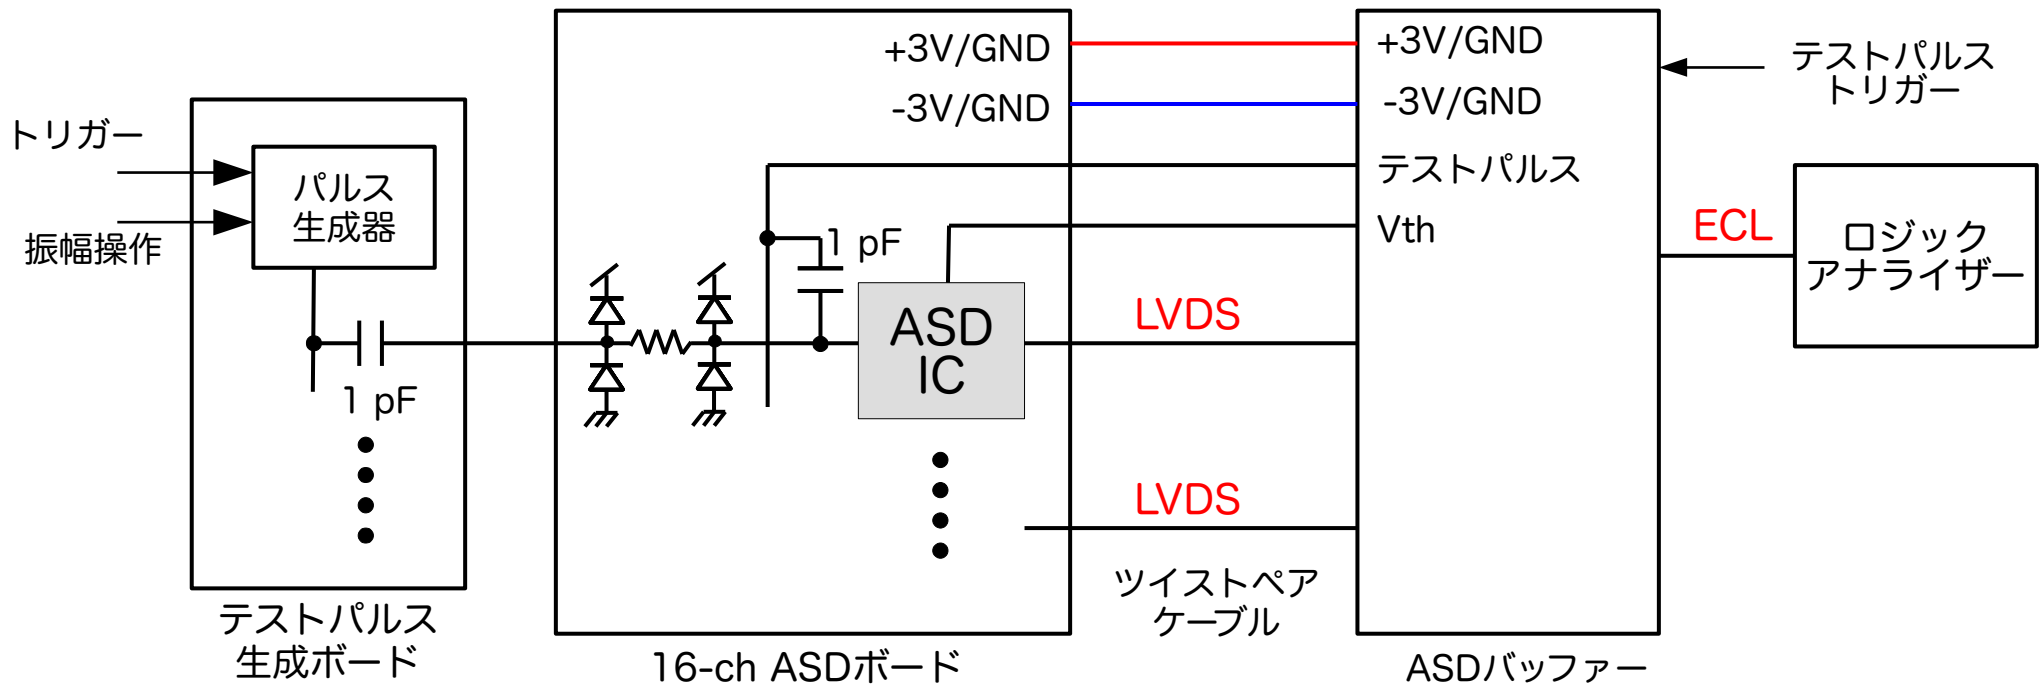 トリガー
振幅操作
パルス
生成器
1 pF
テストパルス
生成ボード
+3V/GND
-3V/GND
1 pF
ASD
IC
16-ch ASDボード
LVDS
LVDS
ツイストペア
ケーブル
+3V/GND
-3V/GND
テストパルス
Vth
ASDバッファー
テストパルス
トリガー
ECL
ロジック
アナライザー